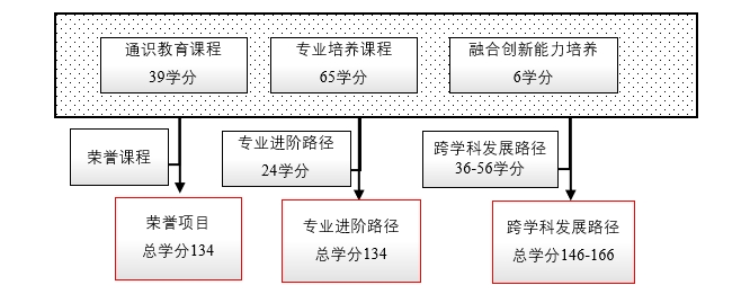 通识教育课程
39学分
专业培养课程
65学分
融合创新能力培养
6学分
荣誉课程
专业进阶路径
24学分
跨学科发展路径
36-56学分
荣誉项目
总学分134
专业进阶路径
总学分134
跨学科发展路径
总学分146-166